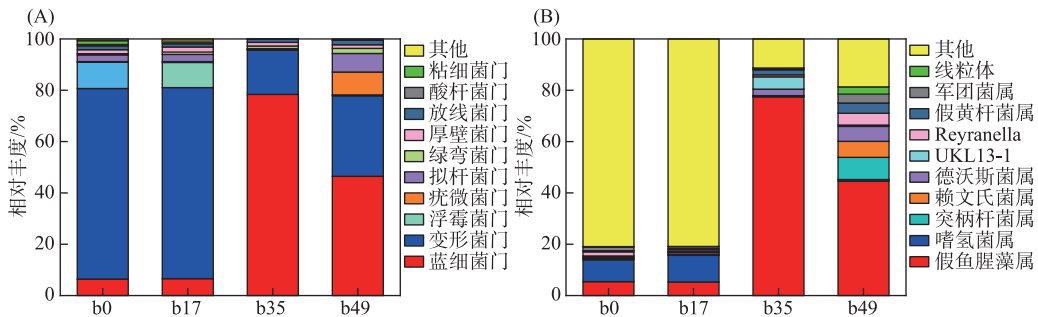 (A)
相对丰度/%
100
80
60
40
20
0
b0 b17 b35 b49
其他
粘细菌门
酸杆菌门
放线菌门
厚壁菌门
绿弯菌门
拟杆菌门
疣微菌门
浮霉菌门
变形菌门
蓝细菌门
(B)
相对丰度/%
100
80
60
40
20
0
b0 b17 b35 b49
其他
线粒体
军团菌属
假黄杆菌属
Reyranella
UKL13-1
德沃斯菌属
赖文氏菌属
突柄杆菌属
嗜氢菌属
假鱼腥藻属